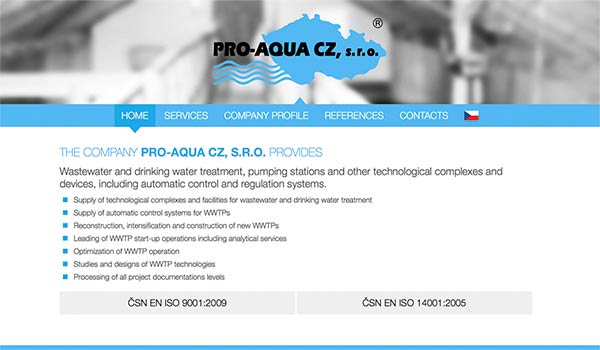 ®
PRO-AQUA CZ, s.r.o.
HOME SERVICES COMPANY PROFILE REFERENCES CONTACTS
THE COMPANY PRO-AQUA CZ, S.R.O. PROVIDES
Wastewater and drinking water treatment, pumping stations and other technological complexes and
devices, including automatic control and regulation systems.
Supply of technological complexes and facilities for wastewater and drinking water treatment
Supply of automatic control systems for WWTPs
Reconstruction, intensification and construction of new WWTPs
Leading of WWTP start-up operations including analytical services
Optimization of WWTP operation
Studies and designs of WWTP technologies
Processing of all project documentations levels
ČSN EN ISO 9001:2009 ČSN EN ISO 14001:2005